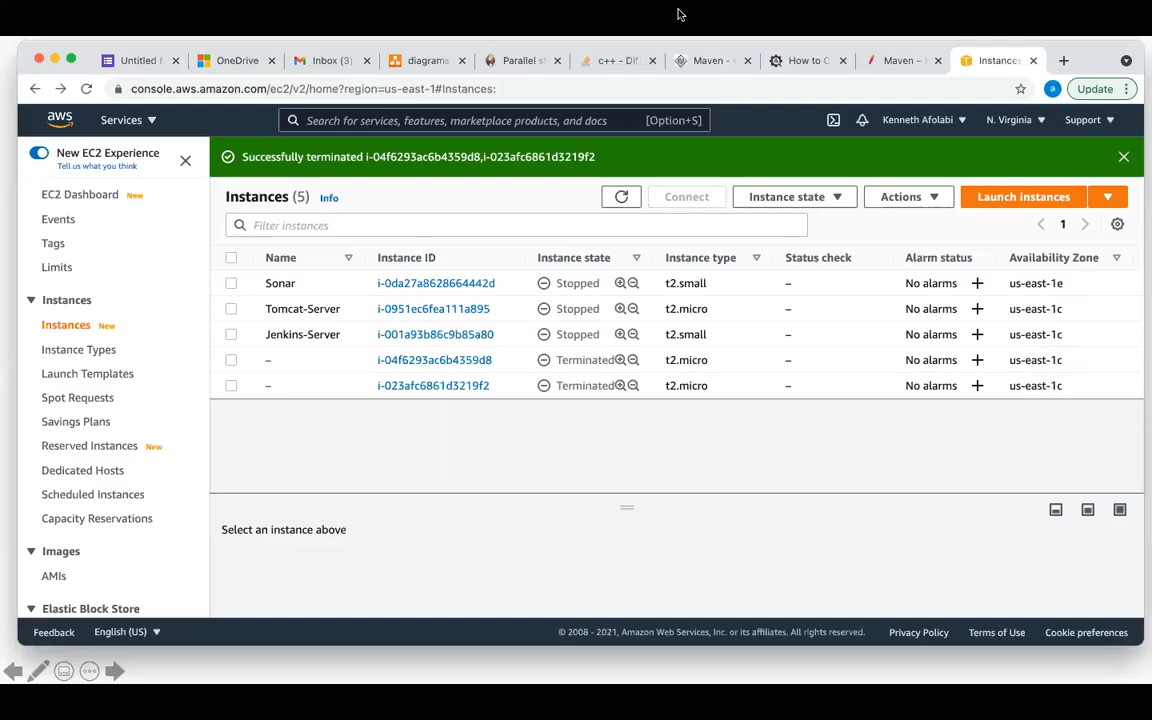 Untitled
OneDrive
Inbox (3)
diagrams
Parallel st
c++ - Dif
Maven -
How to C
Maven –
Instances
console.aws.amazon.com/ec2/v2/home?region=us-east-1#Instances:
a
Update
aws
Services
Search for services, features, marketplace products, and docs
[Option+S]
Kenneth Afolabi
N. Virginia
Support
New EC2 Experience
Tell us what you think
Successfully terminated i-04f6293ac6b4359d8,i-023afc6861d3219f2
EC2 Dashboard New
Events
Tags
Limits
Instances
Instances New
Instance Types
Launch Templates
Spot Requests
Savings Plans
Reserved Instances New
Dedicated Hosts
Scheduled Instances
Capacity Reservations
Images
AMIs
Elastic Block Store
Instances (5) Info
Connect
Instance state
Actions
Launch instances
Filter instances
1
Name Instance ID Instance state Instance type Status check Alarm status Availability Zone
Sonar i-0da27a8628664442d Stopped t2.small – No alarms + us-east-1e
Tomcat-Server i-0951ec6fea111a895 Stopped t2.micro – No alarms + us-east-1c
Jenkins-Server i-001a93b86c9b85a80 Stopped t2.small – No alarms + us-east-1c
– i-04f6293ac6b4359d8 Terminated t2.micro – No alarms + us-east-1c
– i-023afc6861d3219f2 Terminated t2.micro – No alarms + us-east-1c
Select an instance above
Feedback
English (US)
© 2008 - 2021, Amazon Web Services, Inc. or its affiliates. All rights reserved.
Privacy Policy
Terms of Use
Cookie preferences